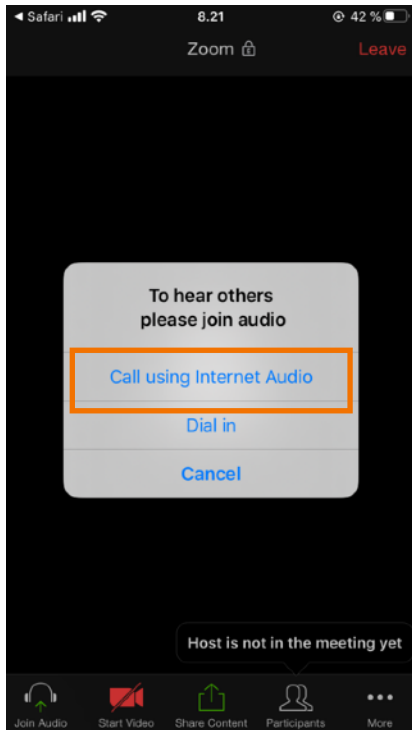 Safari 8.21 42 %
Zoom Leave
To hear others
please join audio
Call using Internet Audio
Dial in
Cancel
Host is not in the meeting yet
Join Audio Start Video Share Content Participants More